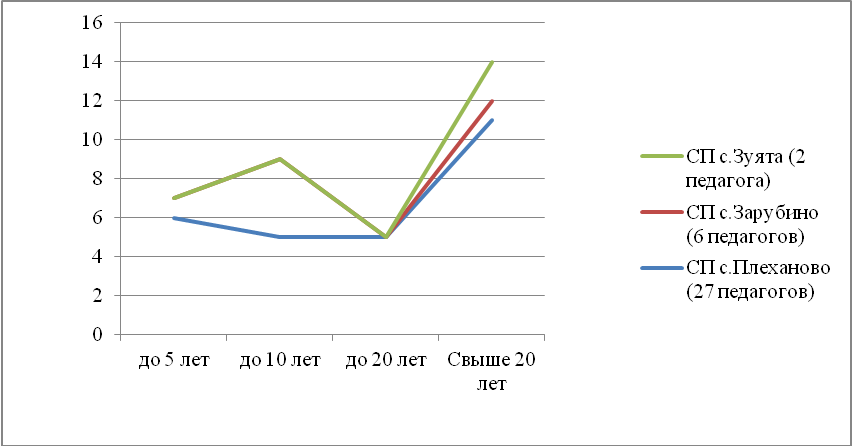 16
14
12
10
8
6
4
2
0
до 5 лет
до 10 лет
до 20 лет
Свыше 20
лет
СП с.Зуята (2
педагога)
СП с.Зарубино
(6 педагогов)
СП с.Плеханово
(27 педагогов)